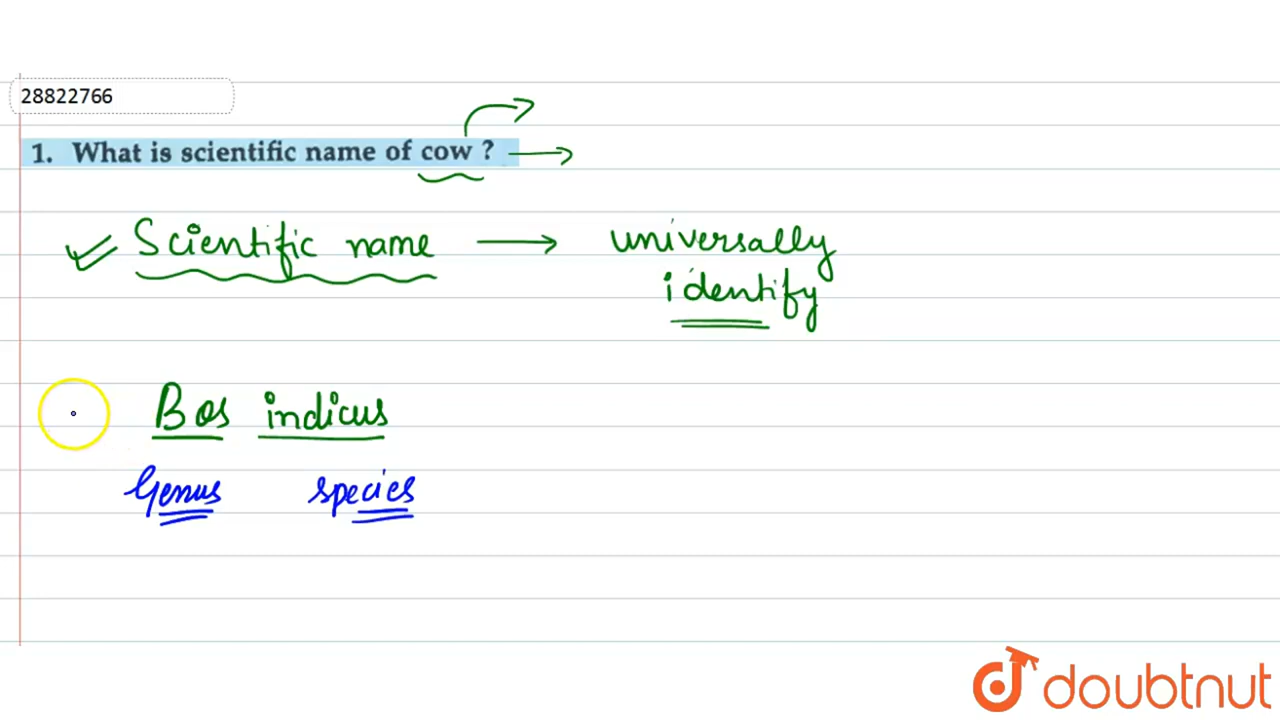 28822766
1. What is scientific name of cow ?
Scientific name → universally
identify
Bos indicus
Genus species
doubtnut